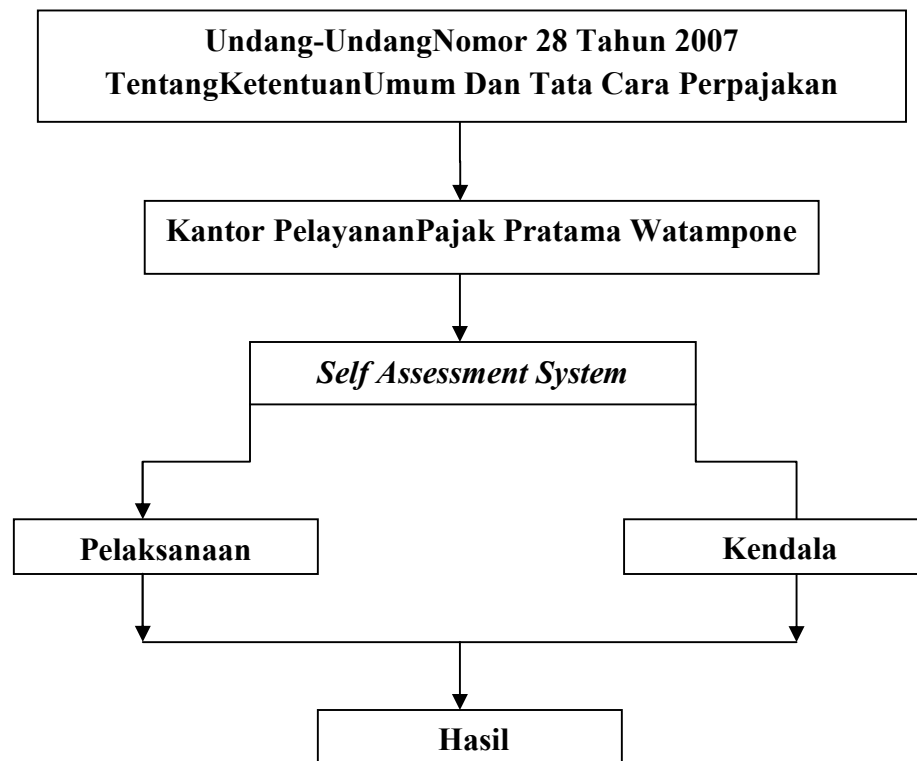 Undang-UndangNomor 28 Tahun 2007
TentangKetentuanUmum Dan Tata Cara Perpajakan
Kantor PelayananPajak Pratama Watampone
Self Assessment System
Pelaksanaan
Kendala
Hasil